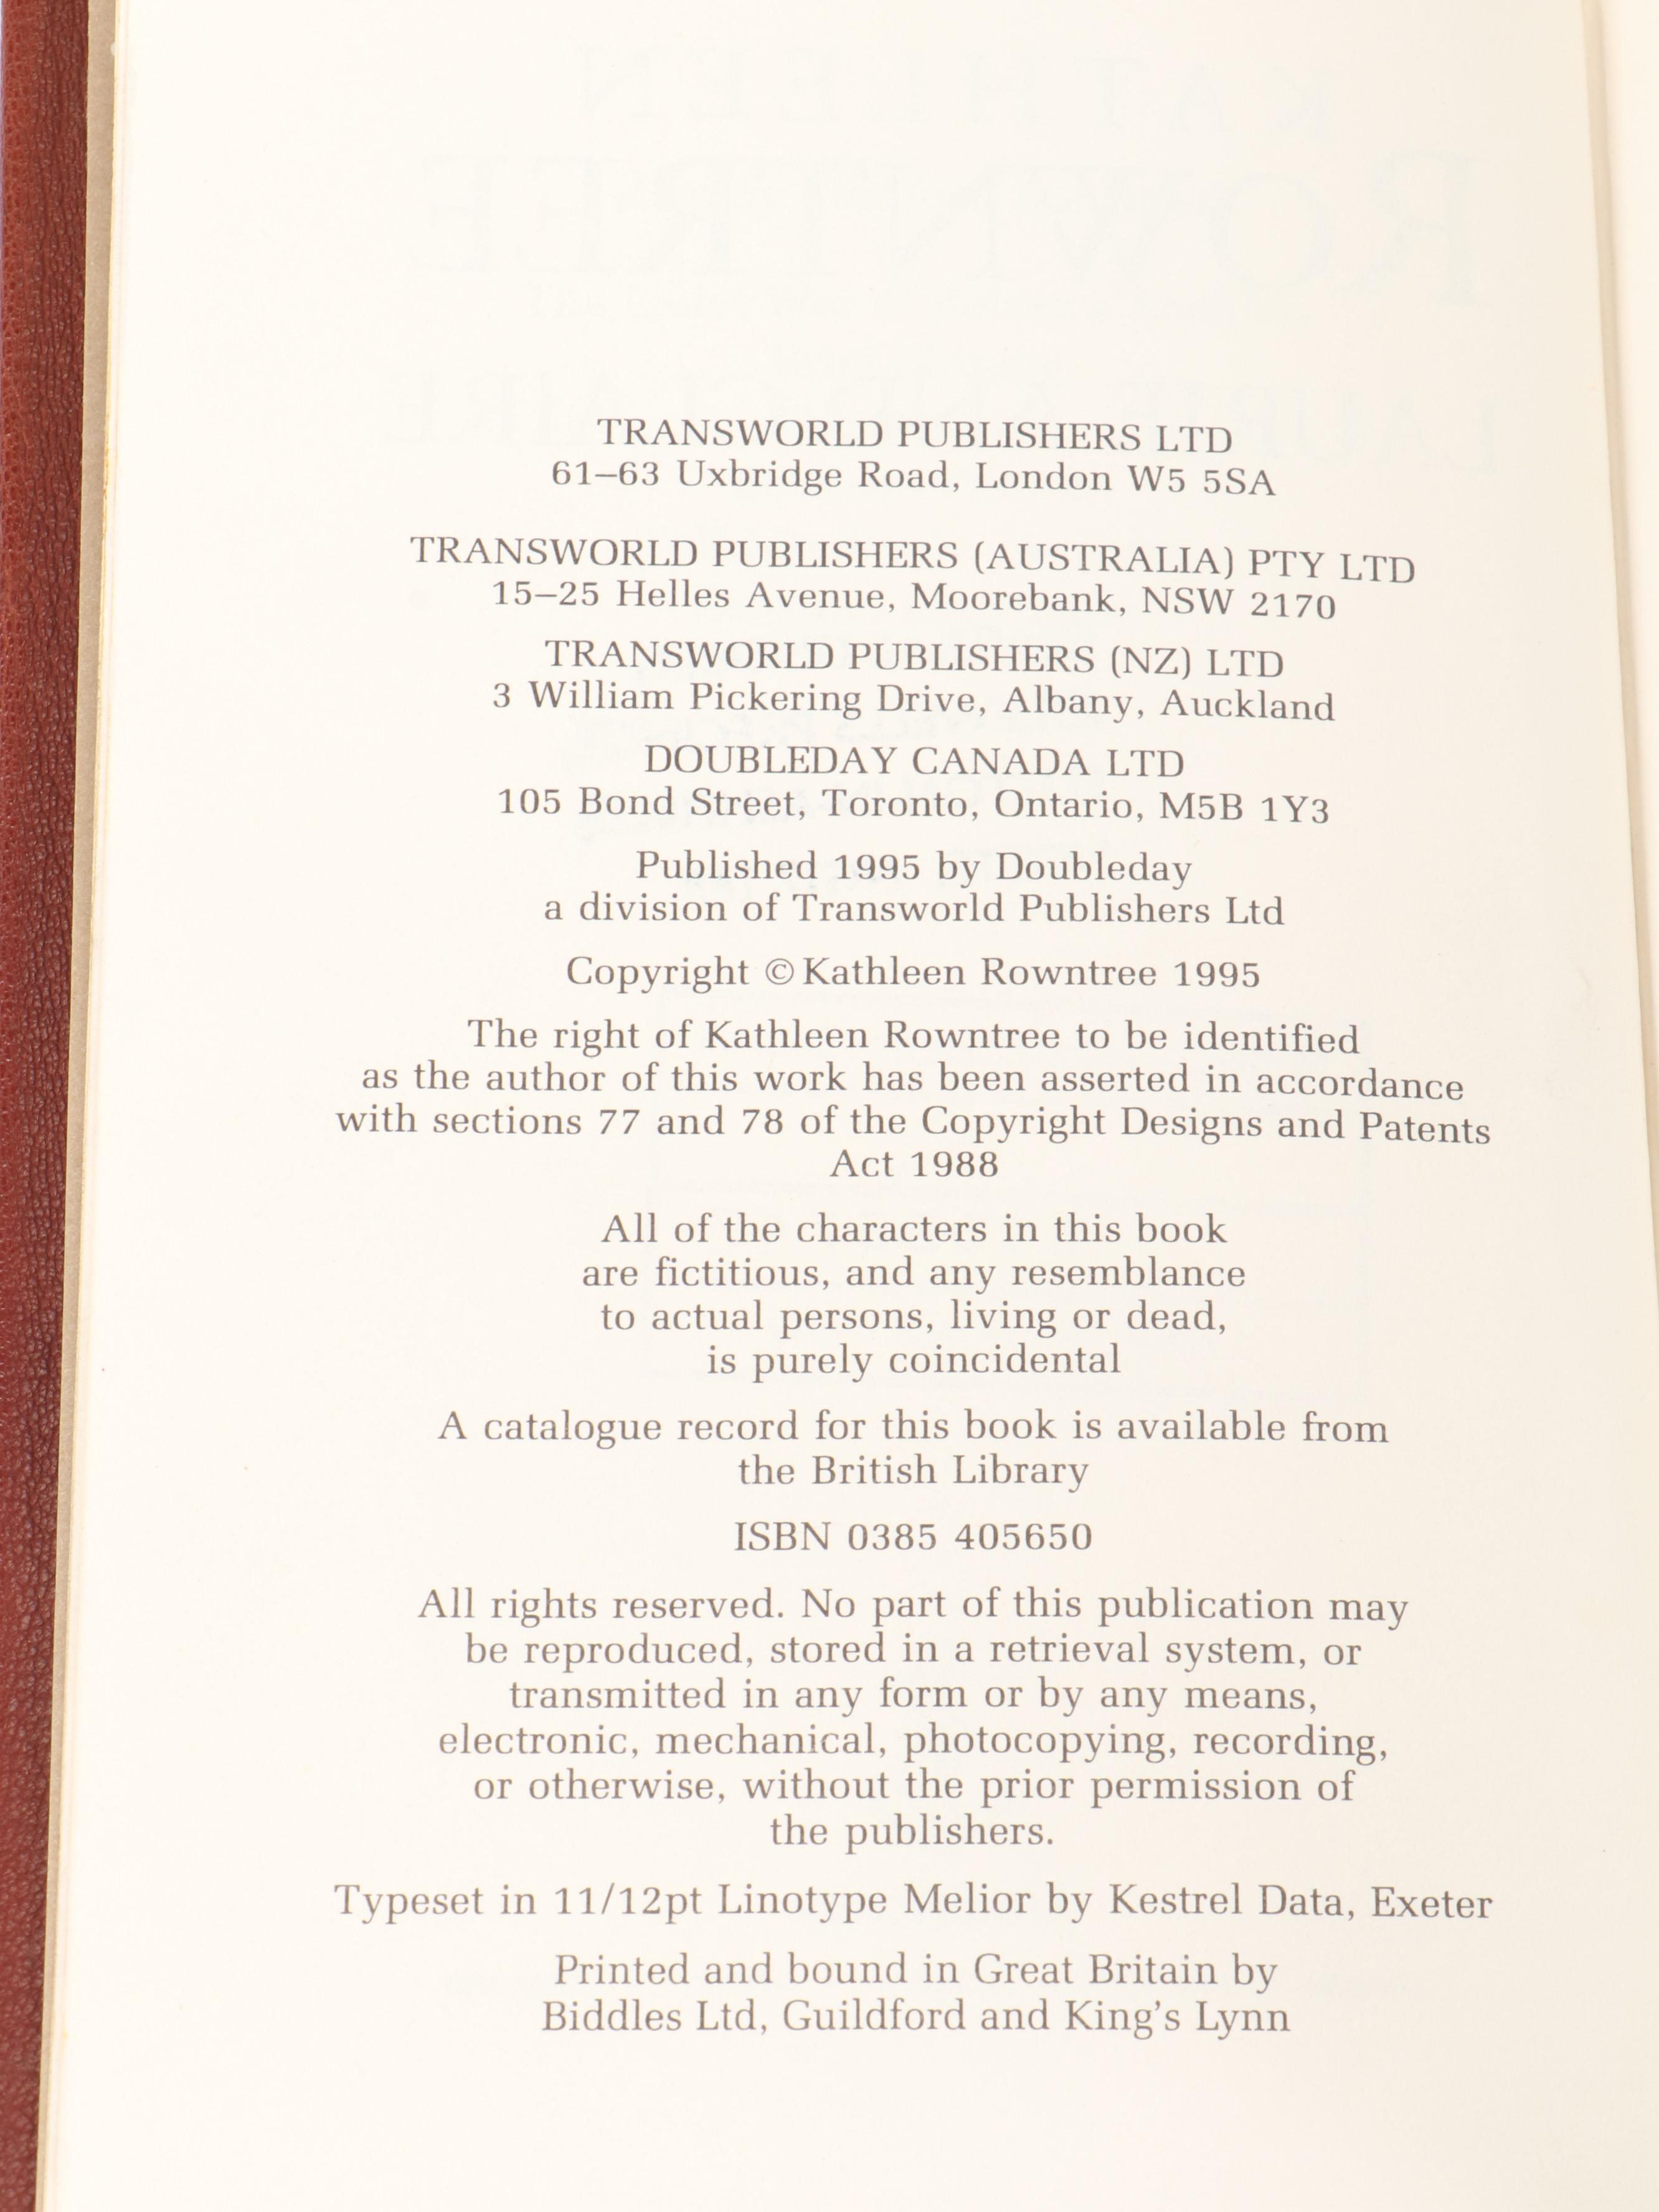 TRANSWORLD PUBLISHERS LTD
61–63 Uxbridge Road, London W5 5SA
TRANSWORLD PUBLISHERS (AUSTRALIA) PTY LTD
15–25 Helles Avenue, Moorebank, NSW 2170
TRANSWORLD PUBLISHERS (NZ) LTD
3 William Pickering Drive, Albany, Auckland
DOUBLEDAY CANADA LTD
105 Bond Street, Toronto, Ontario, M5B 1Y3
Published 1995 by Doubleday
a division of Transworld Publishers Ltd
Copyright © Kathleen Rowntree 1995
The right of Kathleen Rowntree to be identified
as the author of this work has been asserted in accordance
with sections 77 and 78 of the Copyright Designs and Patents
Act 1988
All of the characters in this book
are fictitious, and any resemblance
to actual persons, living or dead,
is purely coincidental
A catalogue record for this book is available from
the British Library
ISBN 0385 405650
All rights reserved. No part of this publication may
be reproduced, stored in a retrieval system, or
transmitted in any form or by any means,
electronic, mechanical, photocopying, recording,
or otherwise, without the prior permission of
the publishers.
Typeset in 11/12pt Linotype Melior by Kestrel Data, Exeter
Printed and bound in Great Britain by
Biddles Ltd, Guildford and King's Lynn